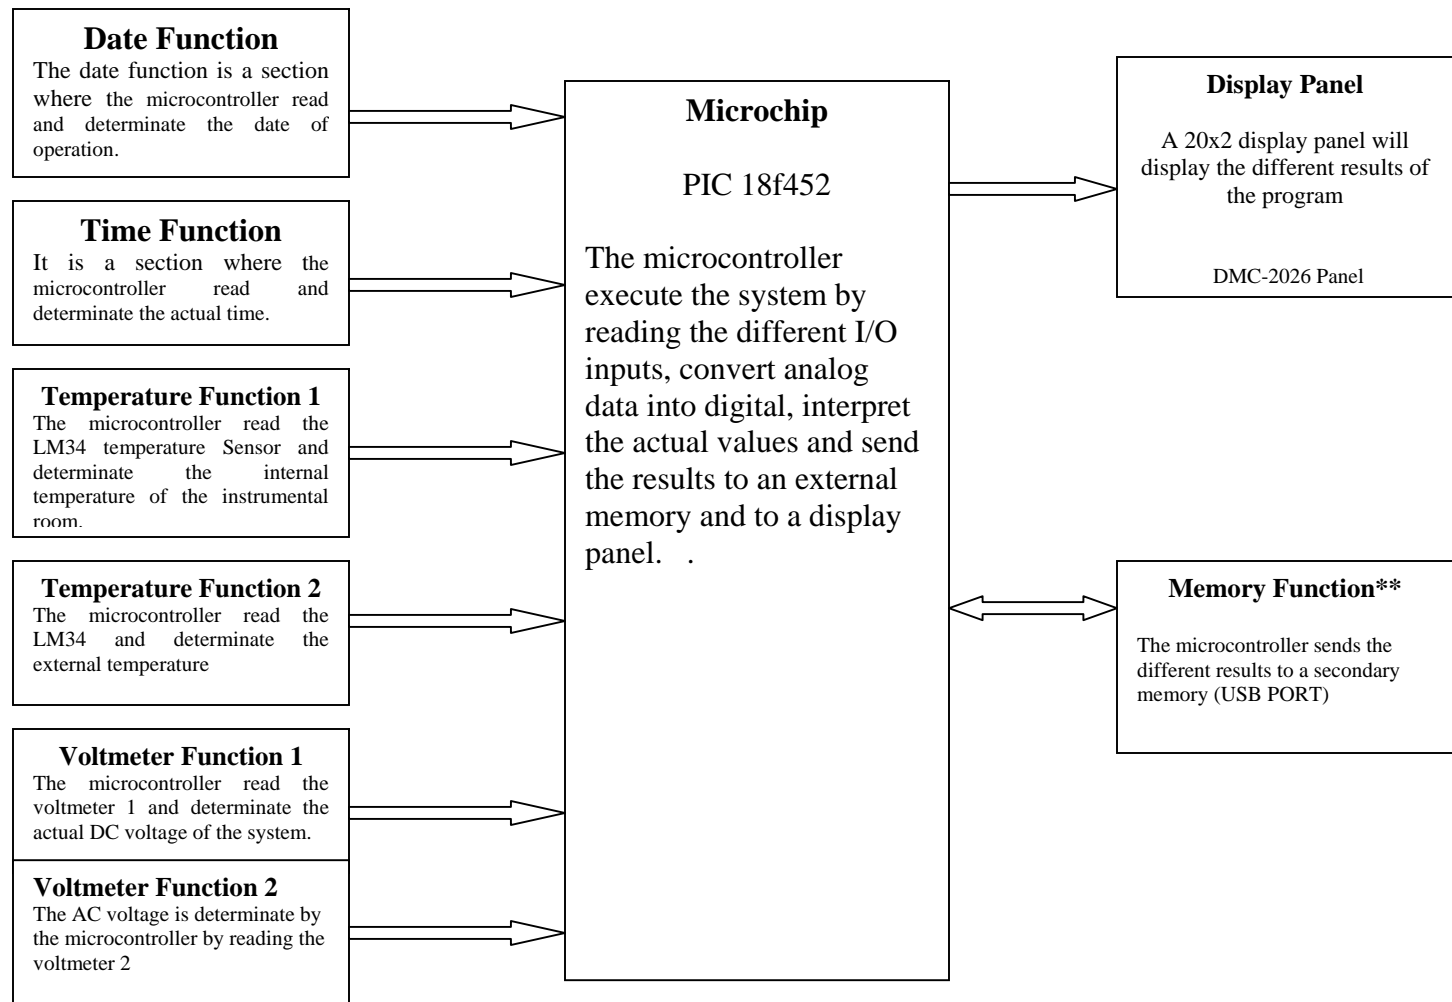 Date Function
The date function is a section
where the microcontroller read
and determinate the date of
operation.
Time Function
It is a section where the
microcontroller read and
determinate the actual time.
Temperature Function 1
The microcontroller read the
LM34 temperature Sensor and
determinate the internal
temperature of the instrumental
room.
Temperature Function 2
The microcontroller read the
LM34 and determinate the
external temperature
Voltmeter Function 1
The microcontroller read the
voltmeter 1 and determinate the
actual DC voltage of the system.
Voltmeter Function 2
The AC voltage is determinate by
the microcontroller by reading the
voltmeter 2
Microchip
PIC 18f452
The microcontroller
execute the system by
reading the different I/O
inputs, convert analog
data into digital, interpret
the actual values and send
the results to an external
memory and to a display
panel. .
Display Panel
A 20x2 display panel will
display the different results of
the program
DMC-2026 Panel
Memory Function**
The microcontroller sends the
different results to a secondary
memory (USB PORT)